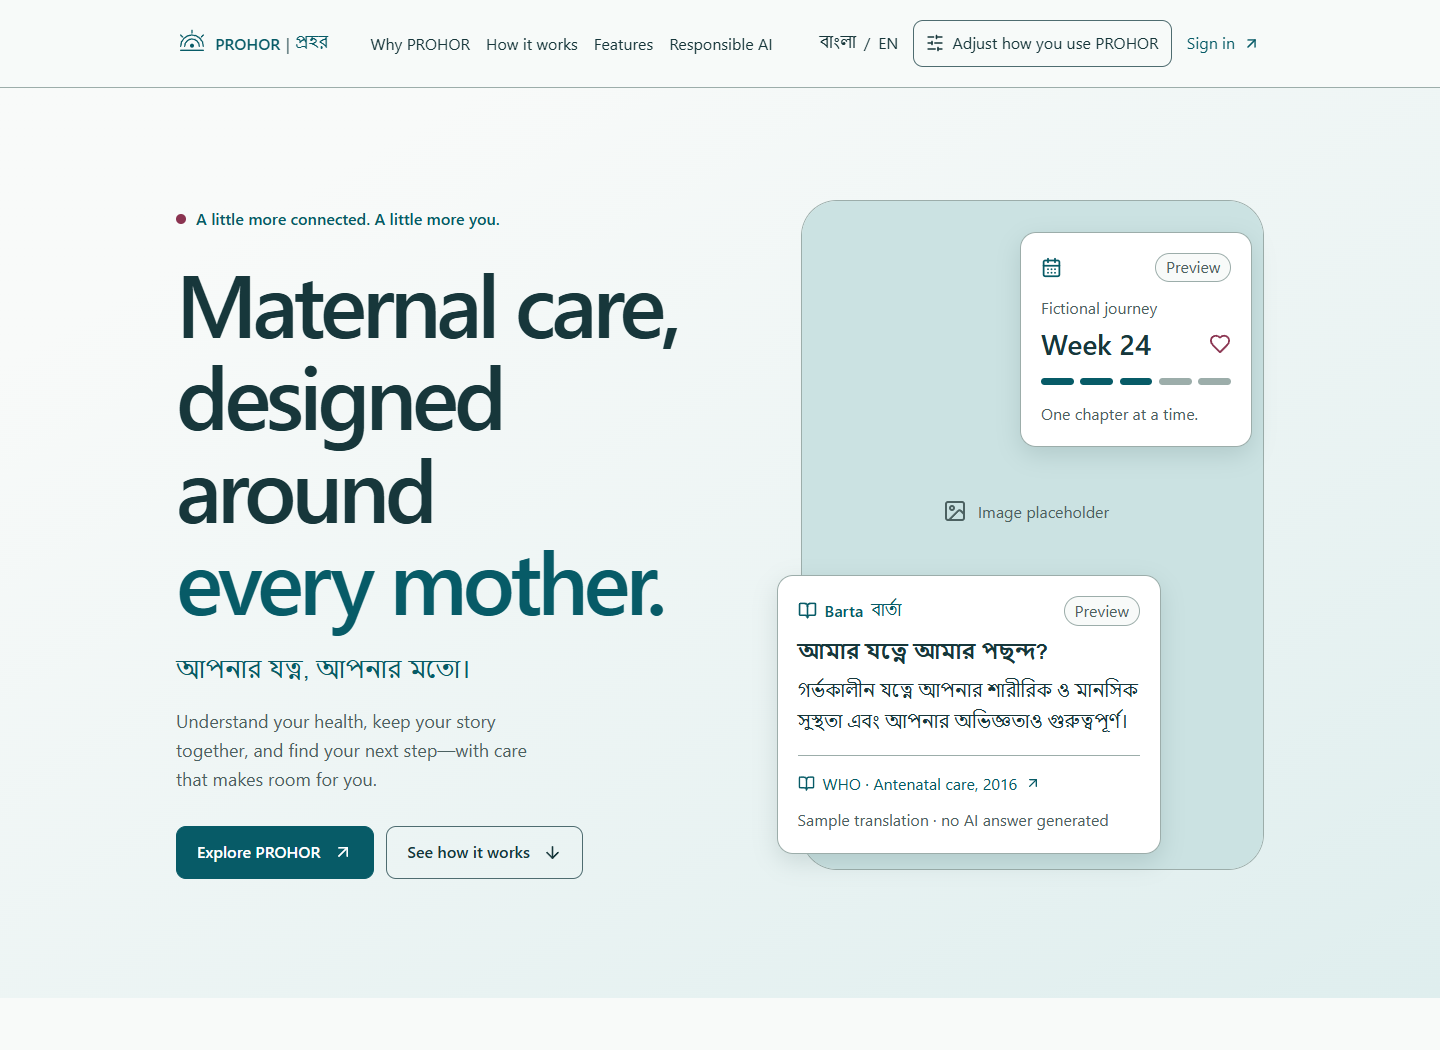 PROHOR | প্রহর
Why PROHOR
How it works
Features
Responsible AI
বাংলা / EN
Adjust how you use PROHOR
Sign in
A little more connected. A little more you.
Maternal care,
designed
around
every mother.
আপনার যত্ন, আপনার মতো।
Understand your health, keep your story
together, and find your next step—with care
that makes room for you.
Explore PROHOR
See how it works
Preview
Fictional journey
Week 24
One chapter at a time.
Image placeholder
Barta বার্তা
Preview
আমার যত্নে আমার পছন্দ?
গর্ভকালীন যত্নে আপনার শারীরিক ও মানসিক
সুস্থতা এবং আপনার অভিজ্ঞতাও গুরুত্বপূর্ণ।
WHO · Antenatal care, 2016
Sample translation · no AI answer generated